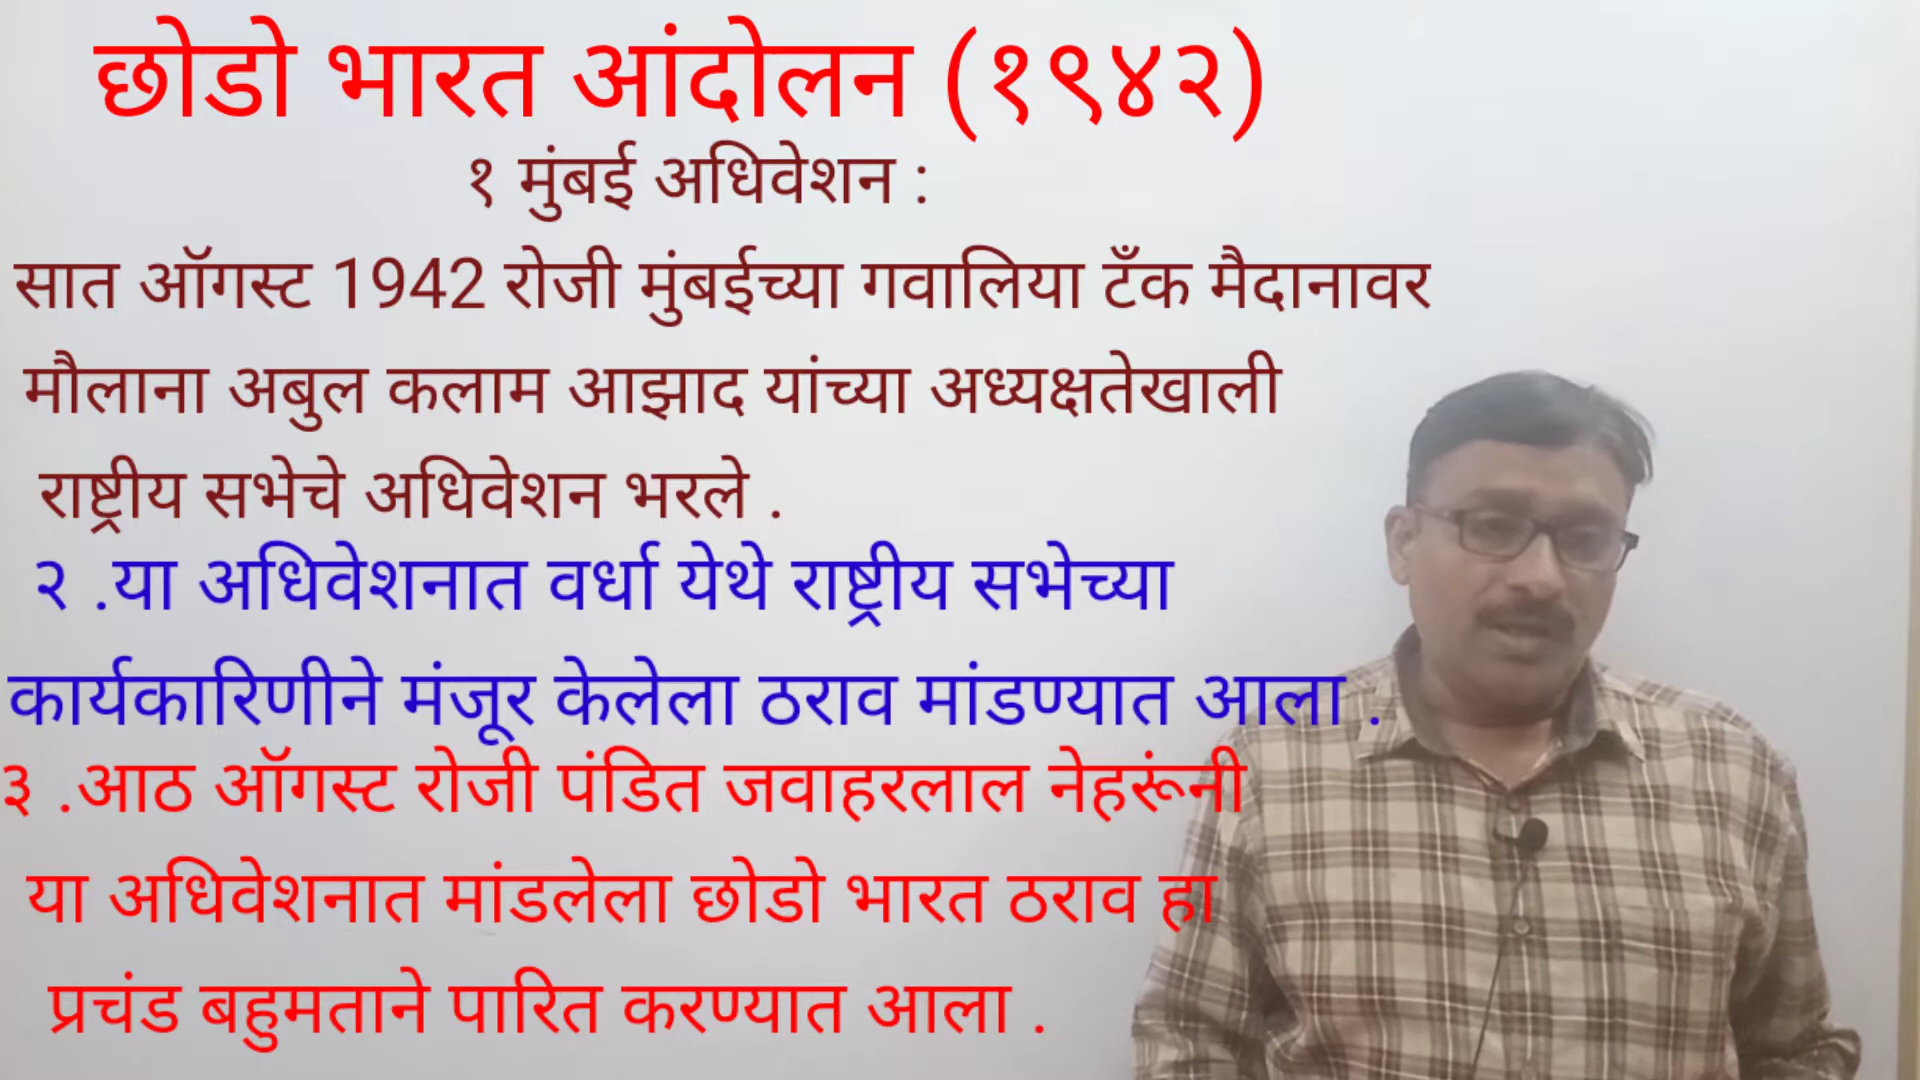 छोडो भारत आंदोलन (१९४२)
१ मुंबई अधिवेशन :
सात ऑगस्ट 1942 रोजी मुंबईच्या गवालिया टँक मैदानावर
मौलाना अबुल कलाम आझाद यांच्या अध्यक्षतेखाली
राष्ट्रीय सभेचे अधिवेशन भरले .
२ .या अधिवेशनात वर्धा येथे राष्ट्रीय सभेच्या
कार्यकारिणीने मंजूर केलेला ठराव मांडण्यात आला .
३ .आठ ऑगस्ट रोजी पंडित जवाहरलाल नेहरूंनी
या अधिवेशनात मांडलेला छोडो भारत ठराव हा
प्रचंड बहुमताने पारित करण्यात आला .